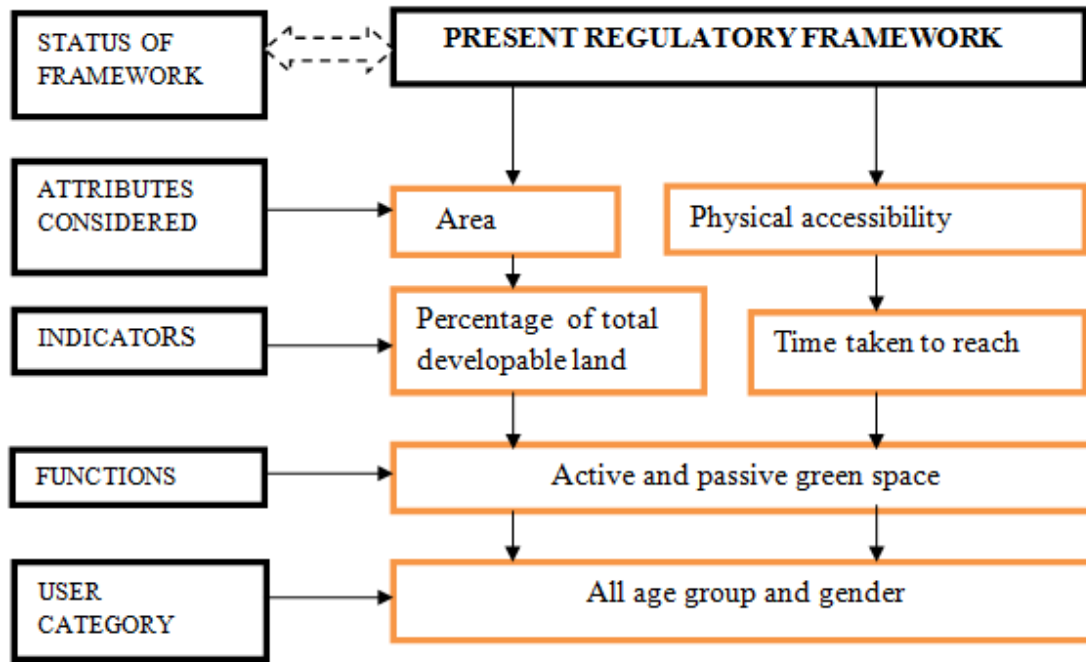 STATUS OF
FRAMEWORK
PRESENT REGULATORY FRAMEWORK
ATTRIBUTES
CONSIDERED
Area
Physical accessibility
INDICATORS
Percentage of total
developable land
Time taken to reach
FUNCTIONS
Active and passive green space
USER
CATEGORY
All age group and gender